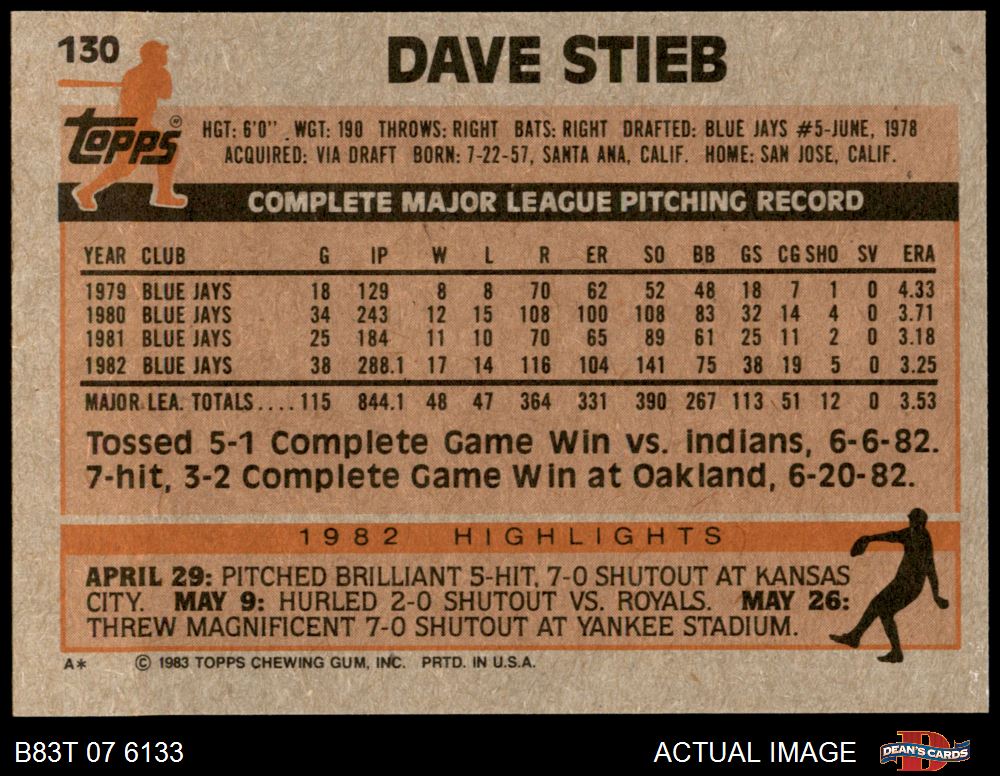 130
DAVE STIEB
Topps®
HGT: 6'0" WGT: 190 THROWS: RIGHT BATS: RIGHT DRAFTED: BLUE JAYS #5-JUNE, 1978
ACQUIRED: VIA DRAFT BORN: 7-22-57, SANTA ANA, CALIF. HOME: SAN JOSE, CALIF.
COMPLETE MAJOR LEAGUE PITCHING RECORD
YEAR CLUB G IP W L R ER SO BB GS CG SHO SV ERA
1979 BLUE JAYS 18 129 8 8 70 62 52 48 18 7 1 0 4.33
1980 BLUE JAYS 34 243 12 15 108 100 108 83 32 14 4 0 3.71
1981 BLUE JAYS 25 184 11 10 70 65 89 61 25 11 2 0 3.18
1982 BLUE JAYS 38 288.1 17 14 116 104 141 75 38 19 5 0 3.25
MAJOR LEA. TOTALS.... 115 844.1 48 47 364 331 390 267 113 51 12 0 3.53
Tossed 5-1 Complete Game Win vs. Indians, 6-6-82.
7-hit, 3-2 Complete Game Win at Oakland, 6-20-82.
1982 HIGHLIGHTS
APRIL 29: PITCHED BRILLIANT 5-HIT, 7-0 SHUTOUT AT KANSAS
CITY. MAY 9: HURLED 2-0 SHUTOUT VS. ROYALS. MAY 26:
THREW MAGNIFICENT 7-0 SHUTOUT AT YANKEE STADIUM.
A* © 1983 TOPPS CHEWING GUM, INC. PRTD. IN U.S.A.
B83T 07 6133 ACTUAL IMAGE DEAN'S CARDS